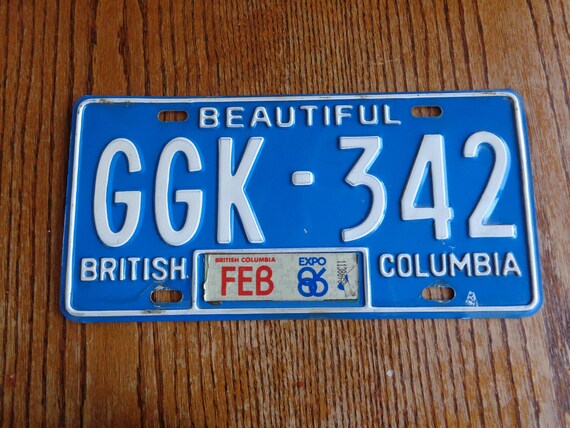 BEAUTIFUL
GGK-342
BRITISH COLUMBIA
BRITISH COLUMBIA
FEB
EXPO
86